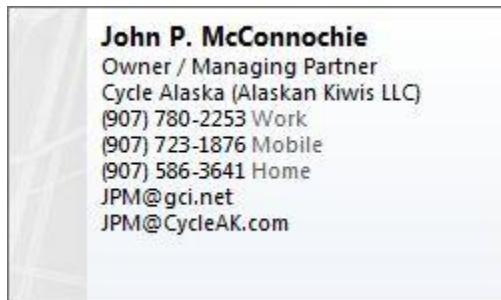 John P. McConnochie
Owner / Managing Partner
Cycle Alaska (Alaskan Kiwis LLC)
(907) 780-2253 Work
(907) 723-1876 Mobile
(907) 586-3641 Home
JPM@gci.net
JPM@CycleAK.com